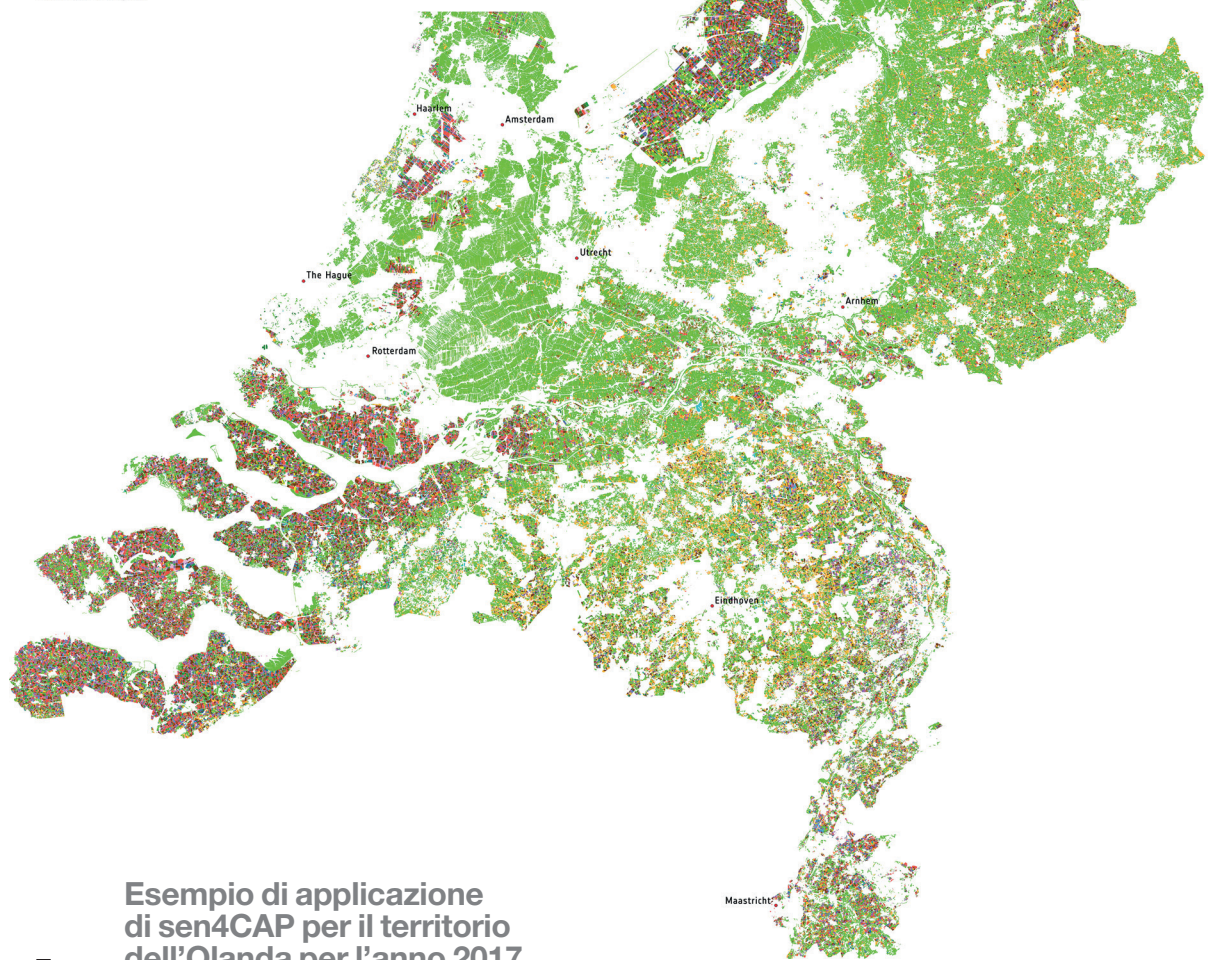 Haarlem
Amsterdam
Utrecht
The Hague
Arnhem
Rotterdam
Eindhoven
Maastricht
Esempio di applicazione
di sen4CAP per il territorio
dell'Olanda per l'anno 2017